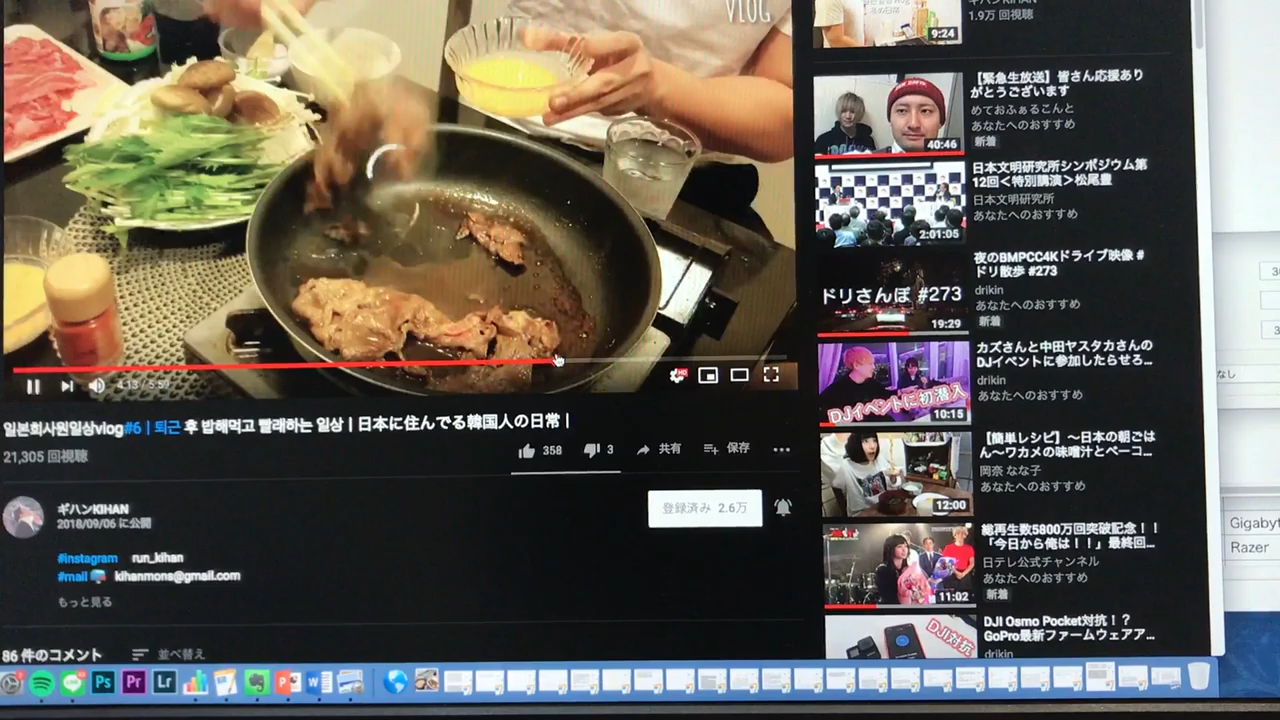 VLOG
4:13 / 5:59
일본회사원일상vlog#6 | 퇴근 후 밥해먹고 빨래하는 일상 | 日本に住んでる韓国人の日常 |
21,305 回視聴
358
3
共有
保存
ギハンKIHAN
2018/09/06 に公開
登録済み 2.6万
#instagram run_kihan
#mail kihanmons@gmail.com
もっと見る
86 件のコメント
並べ替え
の日常
9:24
ギハンKIHAN
1.9万 回視聴
40:46
【緊急生放送】皆さん応援あり
がとうございます
めておふぁるこんと
あなたへのおすすめ
新着
2:01:05
日本文明研究所シンポジウム第
12回＜特別講演＞松尾豊
日本文明研究所
あなたへのおすすめ
ドリさんぽ #273
19:29
夜のBMPCC4Kドライブ映像 #
ドリ散歩 #273
drikin
あなたへのおすすめ
新着
DJイベントに初潜入
10:15
カズさんと中田ヤスタカさんの
DJイベントに参加したらせろ...
drikin
あなたへのおすすめ
12:00
【簡単レシピ】〜日本の朝ごは
ん〜ワカメの味噌汁とペーコ...
岡奈 なな子
あなたへのおすすめ
11:02
総再生数5800万回突破記念！！
「今日から俺は！！」最終回...
日テレ公式チャンネル
あなたへのおすすめ
新着
DJI対抗
DJI Osmo Pocket対抗！？
GoPro最新ファームウェアア...
drikin
Ps
Pr
Lr
なし
Gigaby
Razer